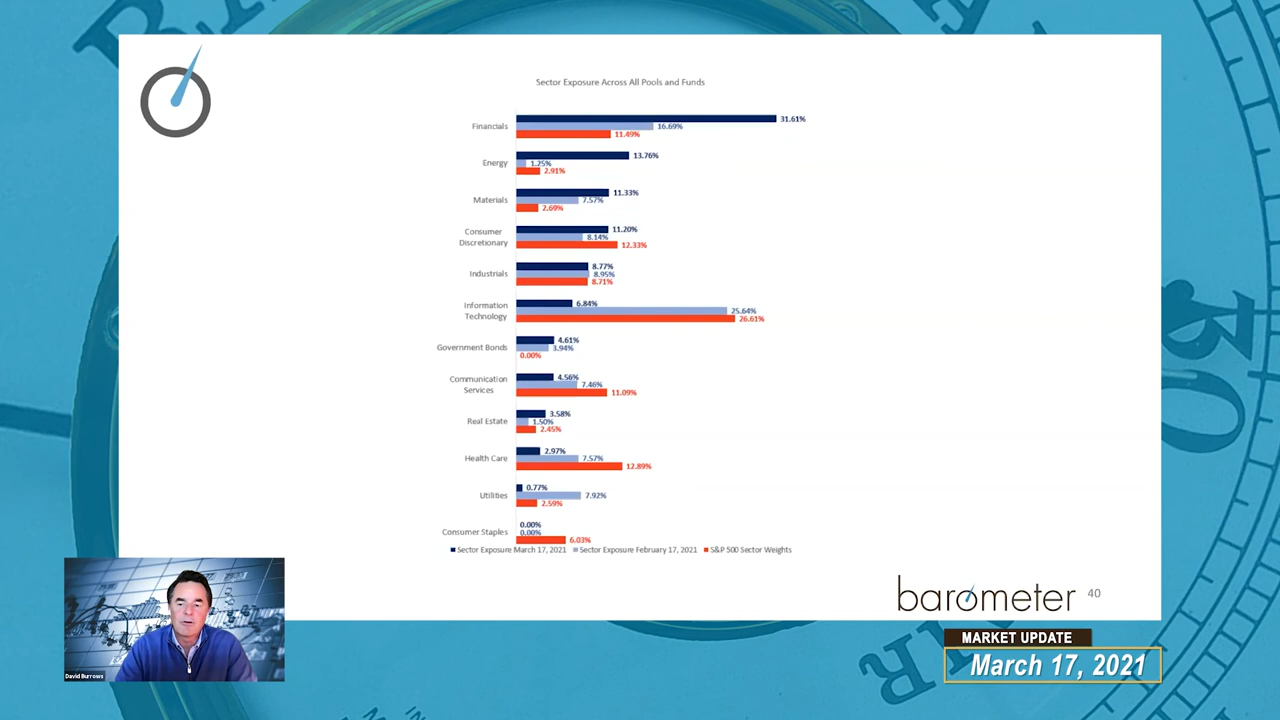 Sector Exposure Across All Pools and Funds
Financials
31.61%
16.69%
11.49%
Energy
13.76%
1.25%
2.91%
Materials
11.33%
7.57%
2.69%
Consumer
Discretionary
11.20%
8.14%
12.33%
Industrials
8.77%
8.95%
8.71%
Information
Technology
6.84%
25.64%
26.61%
Government Bonds
4.61%
3.94%
0.00%
Communication
Services
4.56%
7.46%
11.09%
Real Estate
3.58%
1.50%
2.45%
Health Care
2.97%
7.57%
12.89%
Utilities
0.77%
7.92%
2.59%
Consumer Staples
0.00%
0.00%
6.03%
Sector Exposure March 17, 2021 Sector Exposure February 17, 2021 S&P 500 Sector Weights
barometer 40
David Burrows
MARKET UPDATE
March 17, 2021